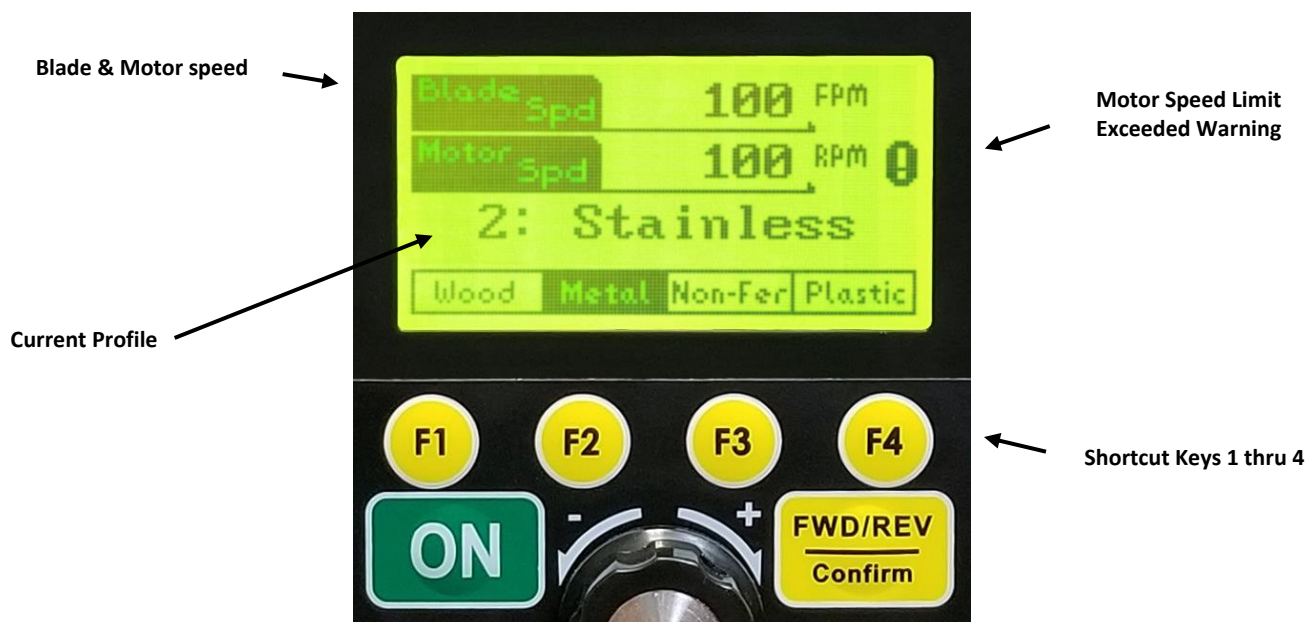 Blade & Motor speed
Motor Speed Limit
Exceeded Warning
Current Profile
Shortcut Keys 1 thru 4
Blade Spd 100 FPM
Motor Spd 100 RPM
2: Stainless
Wood Metal Non-Fer Plastic
F1 F2 F3 F4
ON - + FWD/REV
Confirm